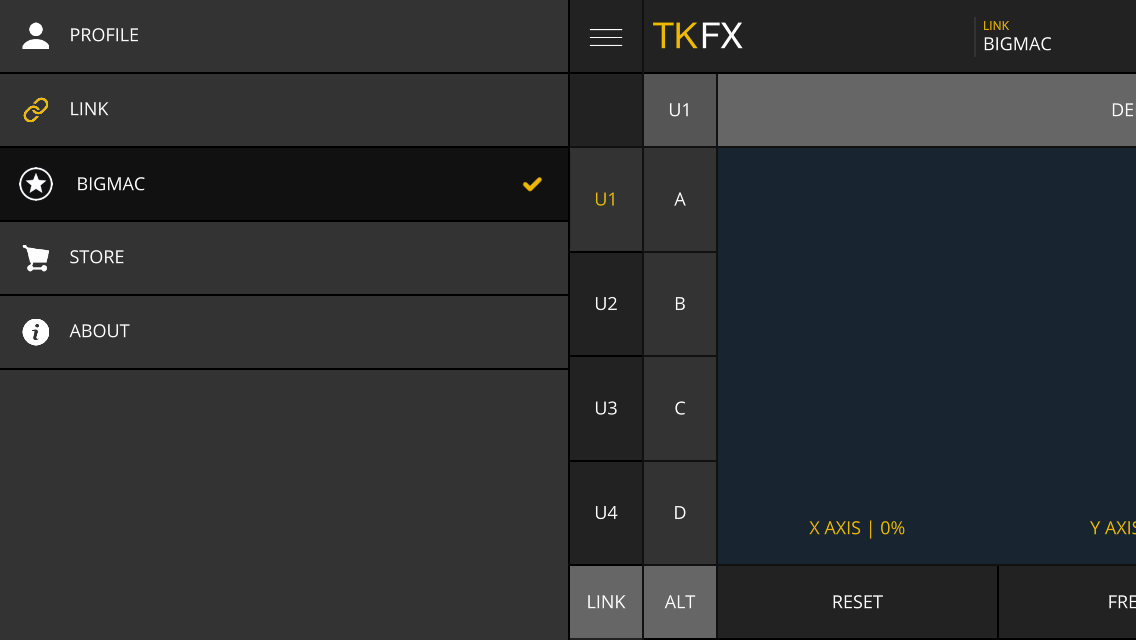 PROFILE
LINK
BIGMAC
STORE
ABOUT
TKFX
LINK
BIGMAC
U1
DE
U1
A
U2
B
U3
C
U4
D
X AXIS | 0%
Y AXIS
LINK
ALT
RESET
FRE